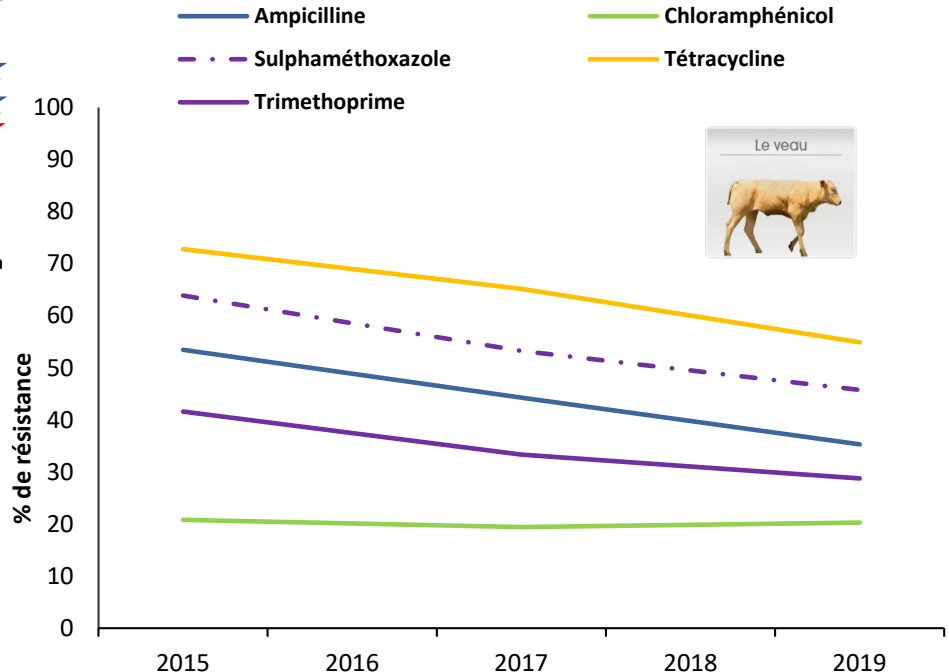 Ampicilline
Chloramphénicol
Sulphaméthoxazole
Tétracycline
Trimethoprime
Le veau
% de résistance
100
90
80
70
60
50
40
30
20
10
0
2015 2016 2017 2018 2019